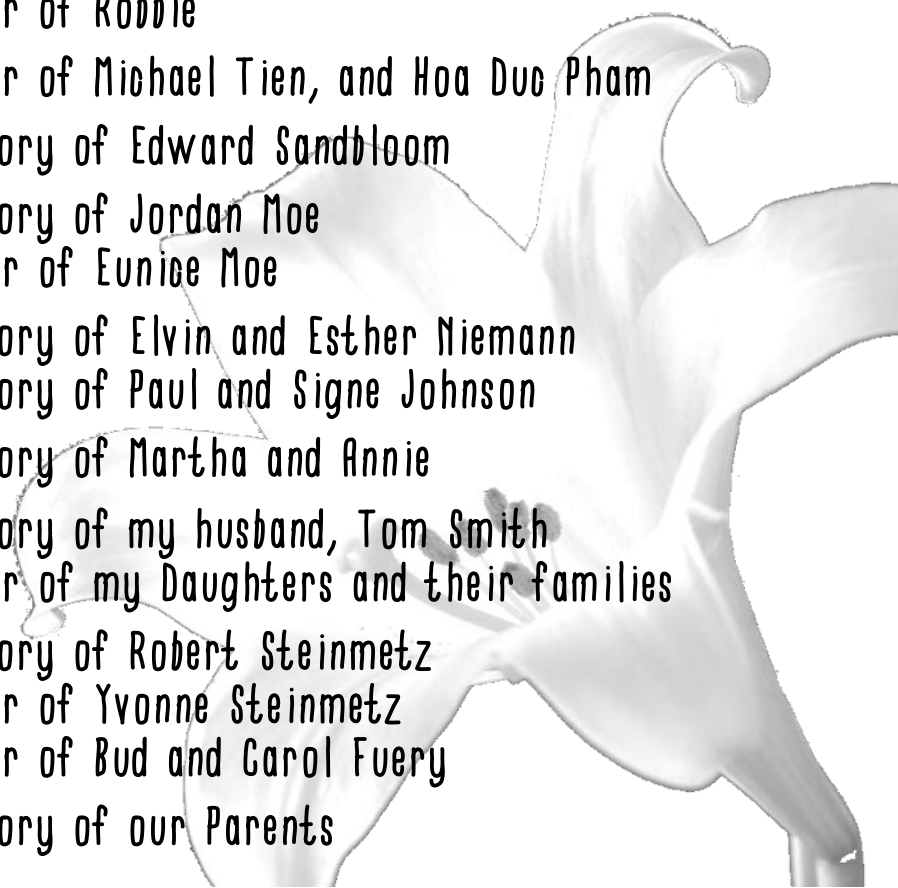 r of Robbie
r of Michael Tien, and Hoa Duc Pham
ory of Edward Sandbloom
ory of Jordan Moe
r of Eunice Moe
ory of Elvin and Esther Niemann
ory of Paul and Signe Johnson
ory of Martha and Annie
ory of my husband, Tom Smith
r of my Daughters and their families
ory of Robert Steinmetz
r of Yvonne Steinmetz
r of Bud and Carol Fuery
ory of our Parents